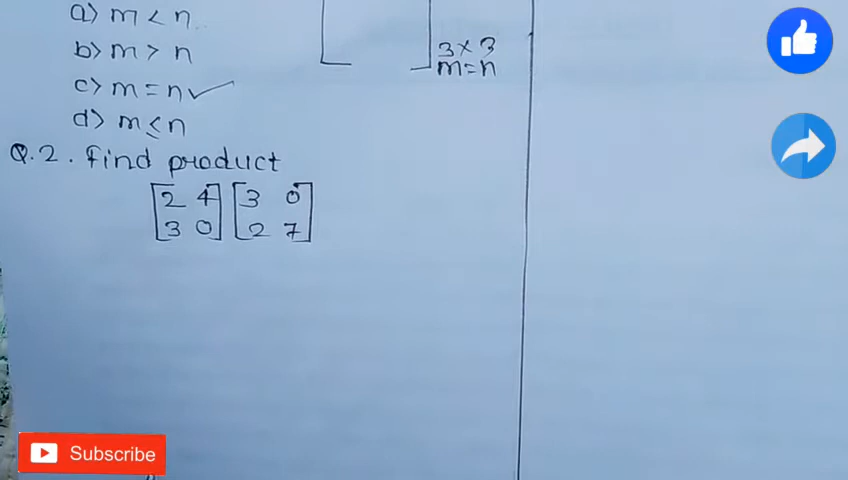 a) m < n
b) m > n
c) m = n ✓
d) m ≤ n
3 × 3
m = n
Q.2. Find product
[2 4] [3 0]
[3 0] [2 7]
Subscribe